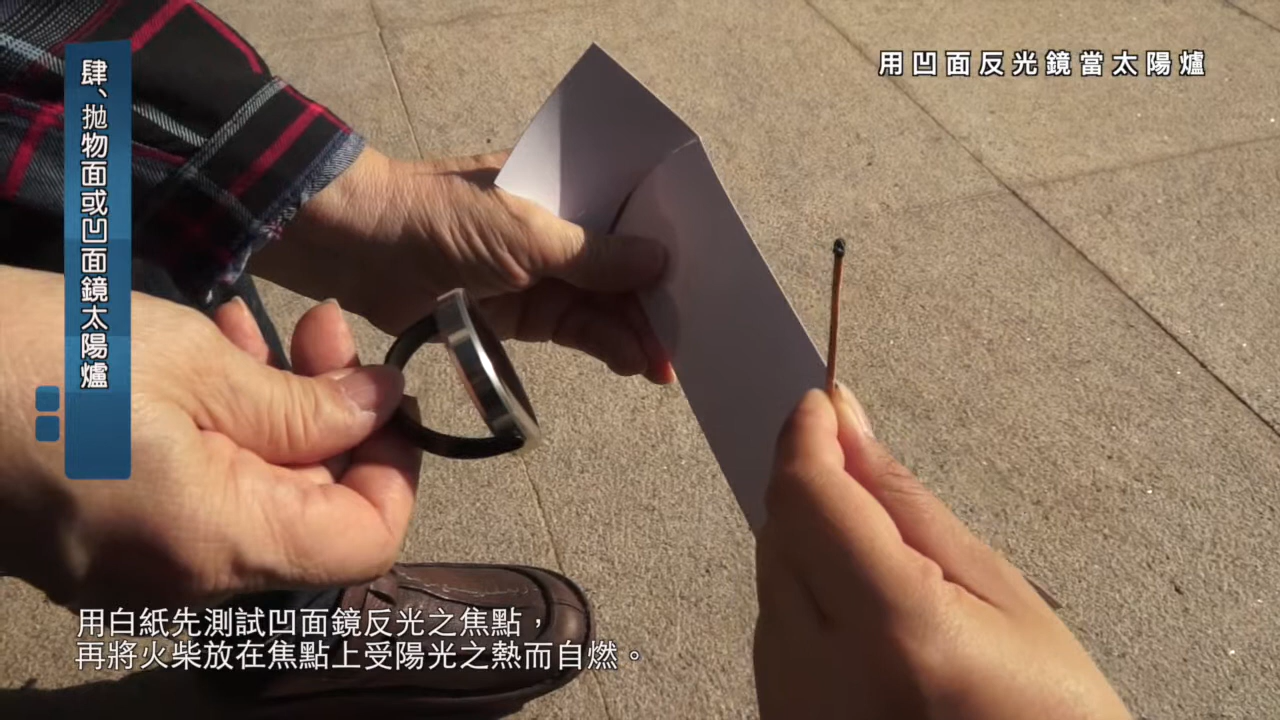 用凹面反光鏡當太陽爐
肆、拋物面或凹面鏡太陽爐
用白紙先測試凹面鏡反光之焦點，
再將火柴放在焦點上受陽光之熱而自燃。